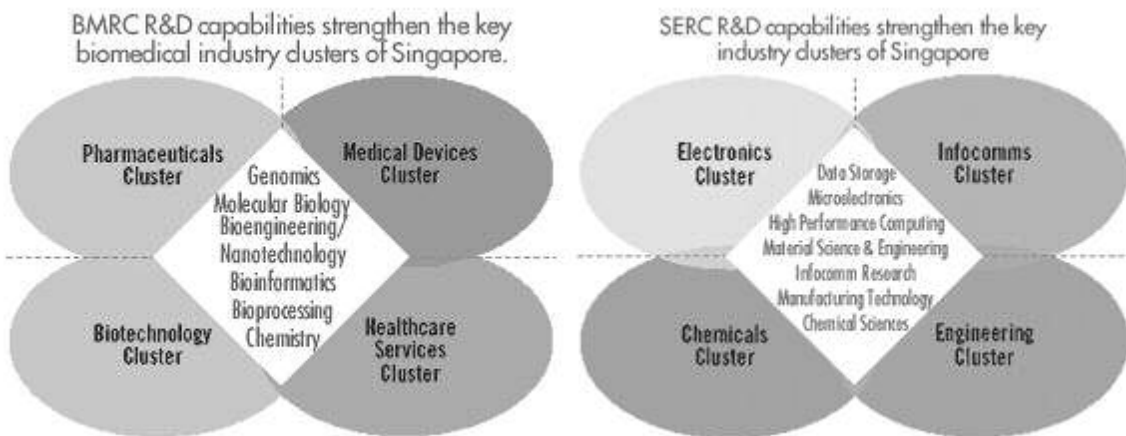 BMRC R&D capabilities strengthen the key
biomedical industry clusters of Singapore.
Pharmaceuticals
Cluster
Medical Devices
Cluster
Genomics
Molecular Biology
Bioengineering/
Nanotechnology
Bioinformatics
Bioprocessing
Chemistry
Biotechnology
Cluster
Healthcare
Services
Cluster
SERC R&D capabilities strengthen the key
industry clusters of Singapore
Electronics
Cluster
Infocomms
Cluster
Data Storage
Microelectronics
High Performance Computing
Material Science & Engineering
Infocomm Research
Manufacturing Technology
Chemical Sciences
Chemicals
Cluster
Engineering
Cluster